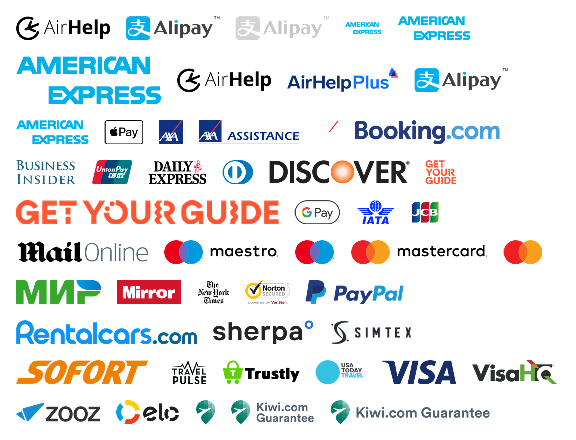 AirHelp Alipay™ Alipay™ AMERICAN EXPRESS AMERICAN EXPRESS
AMERICAN EXPRESS AirHelp AirHelpPlus 支 Alipay™
AMERICAN EXPRESS Pay AXA AXA ASSISTANCE Booking.com
BUSINESS INSIDER UnionPay 银联 DAILY EXPRESS DISCOVER® GET YOUR GUIDE
GET YOUR GUIDE G Pay IATA JCB
Mail Online maestro. mastercard.
МИР Mirror The New York Times Norton SECURED PayPal
Rentalcars.com sherpa° SIMTEX
SOFORT TRAVEL PULSE T Trustly USA TODAY TRAVEL VISA VisaHQ
ZOOZ elo Kiwi.com Guarantee Kiwi.com Guarantee